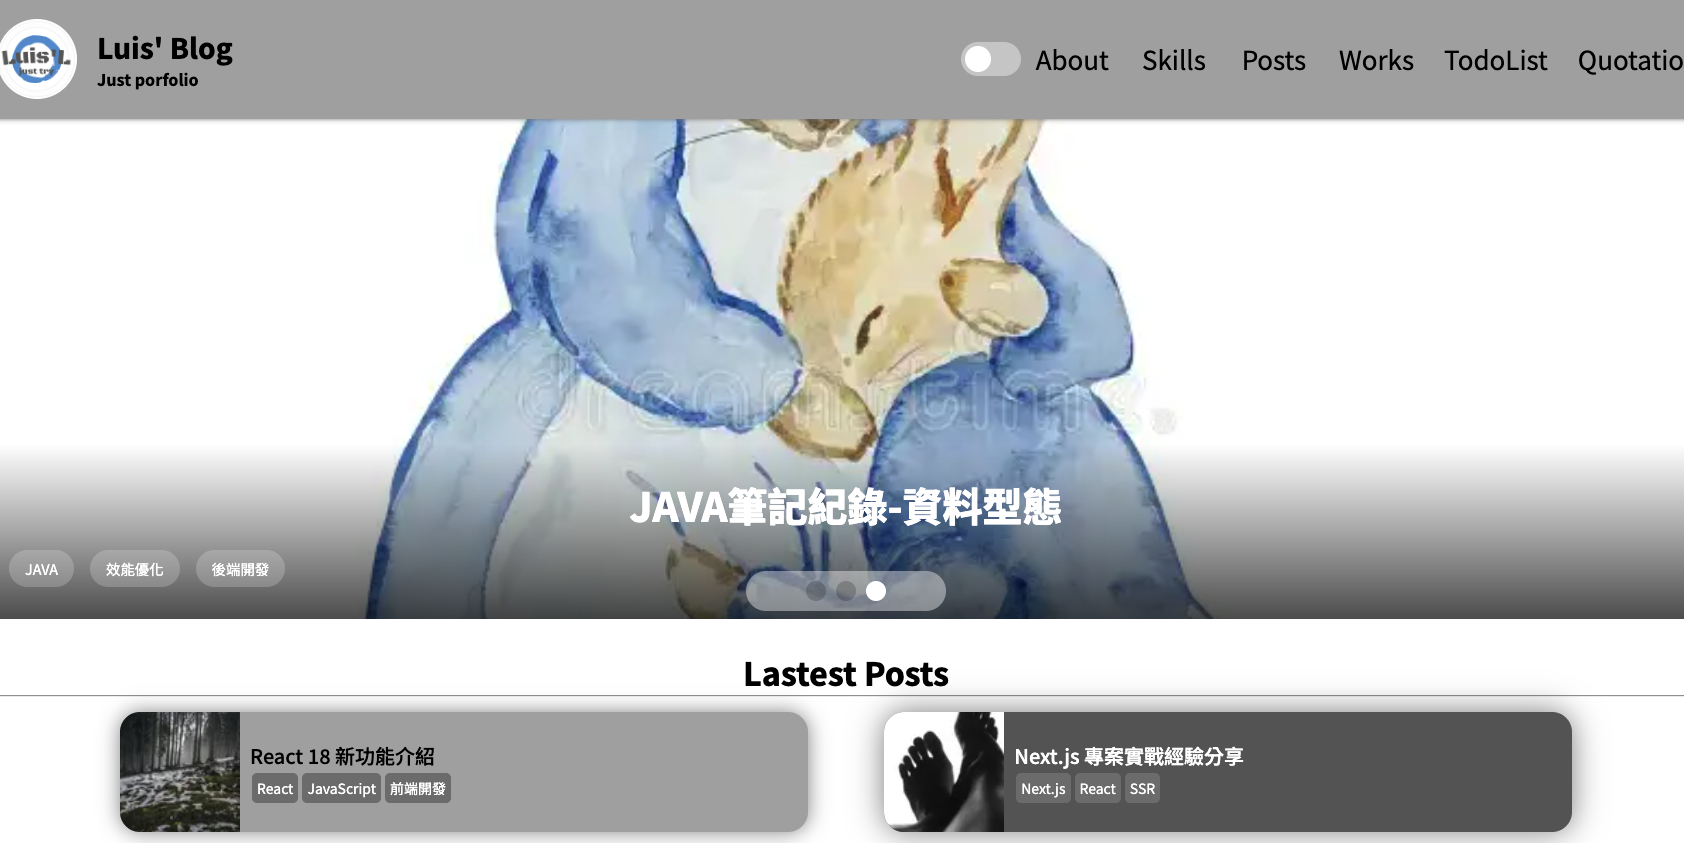 Luis'L
just try
Luis' Blog
Just porfolio
About Skills Posts Works TodoList Quotatio
dreamstime.
JAVA筆記紀錄-資料型態
JAVA 效能優化 後端開發
Lastest Posts
React 18 新功能介紹
React JavaScript 前端開發
Next.js 專案實戰經驗分享
Next.js React SSR